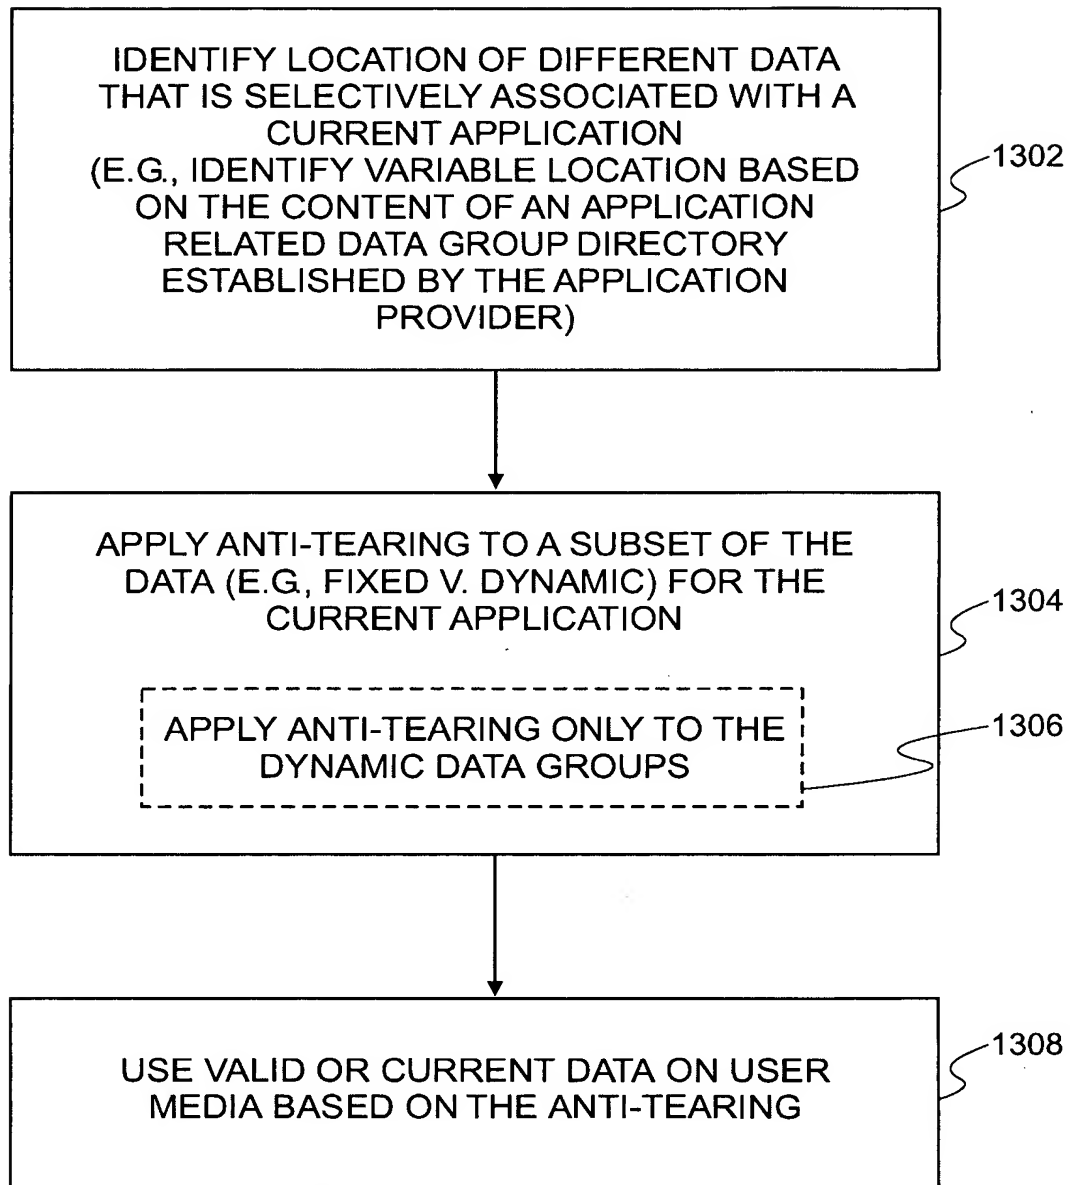 IDENTIFY LOCATION OF DIFFERENT DATA
THAT IS SELECTIVELY ASSOCIATED WITH A
CURRENT APPLICATION
(E.G., IDENTIFY VARIABLE LOCATION BASED
ON THE CONTENT OF AN APPLICATION
RELATED DATA GROUP DIRECTORY
ESTABLISHED BY THE APPLICATION
PROVIDER)
1302
APPLY ANTI-TEARING TO A SUBSET OF THE
DATA (E.G., FIXED V. DYNAMIC) FOR THE
CURRENT APPLICATION
1304
APPLY ANTI-TEARING ONLY TO THE
DYNAMIC DATA GROUPS
1306
USE VALID OR CURRENT DATA ON USER
MEDIA BASED ON THE ANTI-TEARING
1308